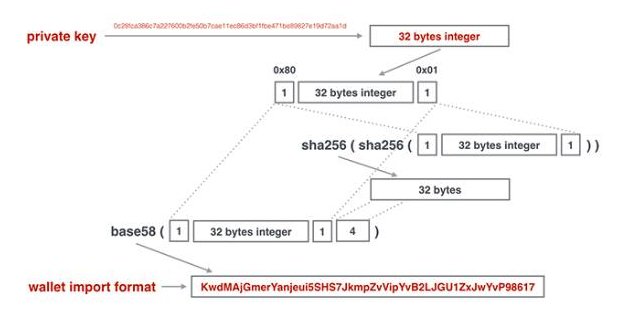 0c28fca386c7a227600b2fe50b7cae11ec86d3bf1fbe471be89827e19d72aa1d
private key
32 bytes integer
0x80
0x01
1
32 bytes integer
1
sha256 ( sha256 ( 1 32 bytes integer 1 ) )
32 bytes
base58 ( 1 32 bytes integer 1 4 )
wallet import format
KwdMAjGmerYanjeui5SHS7JkmpZvVipYvB2LJGU1ZxJwYvP98617